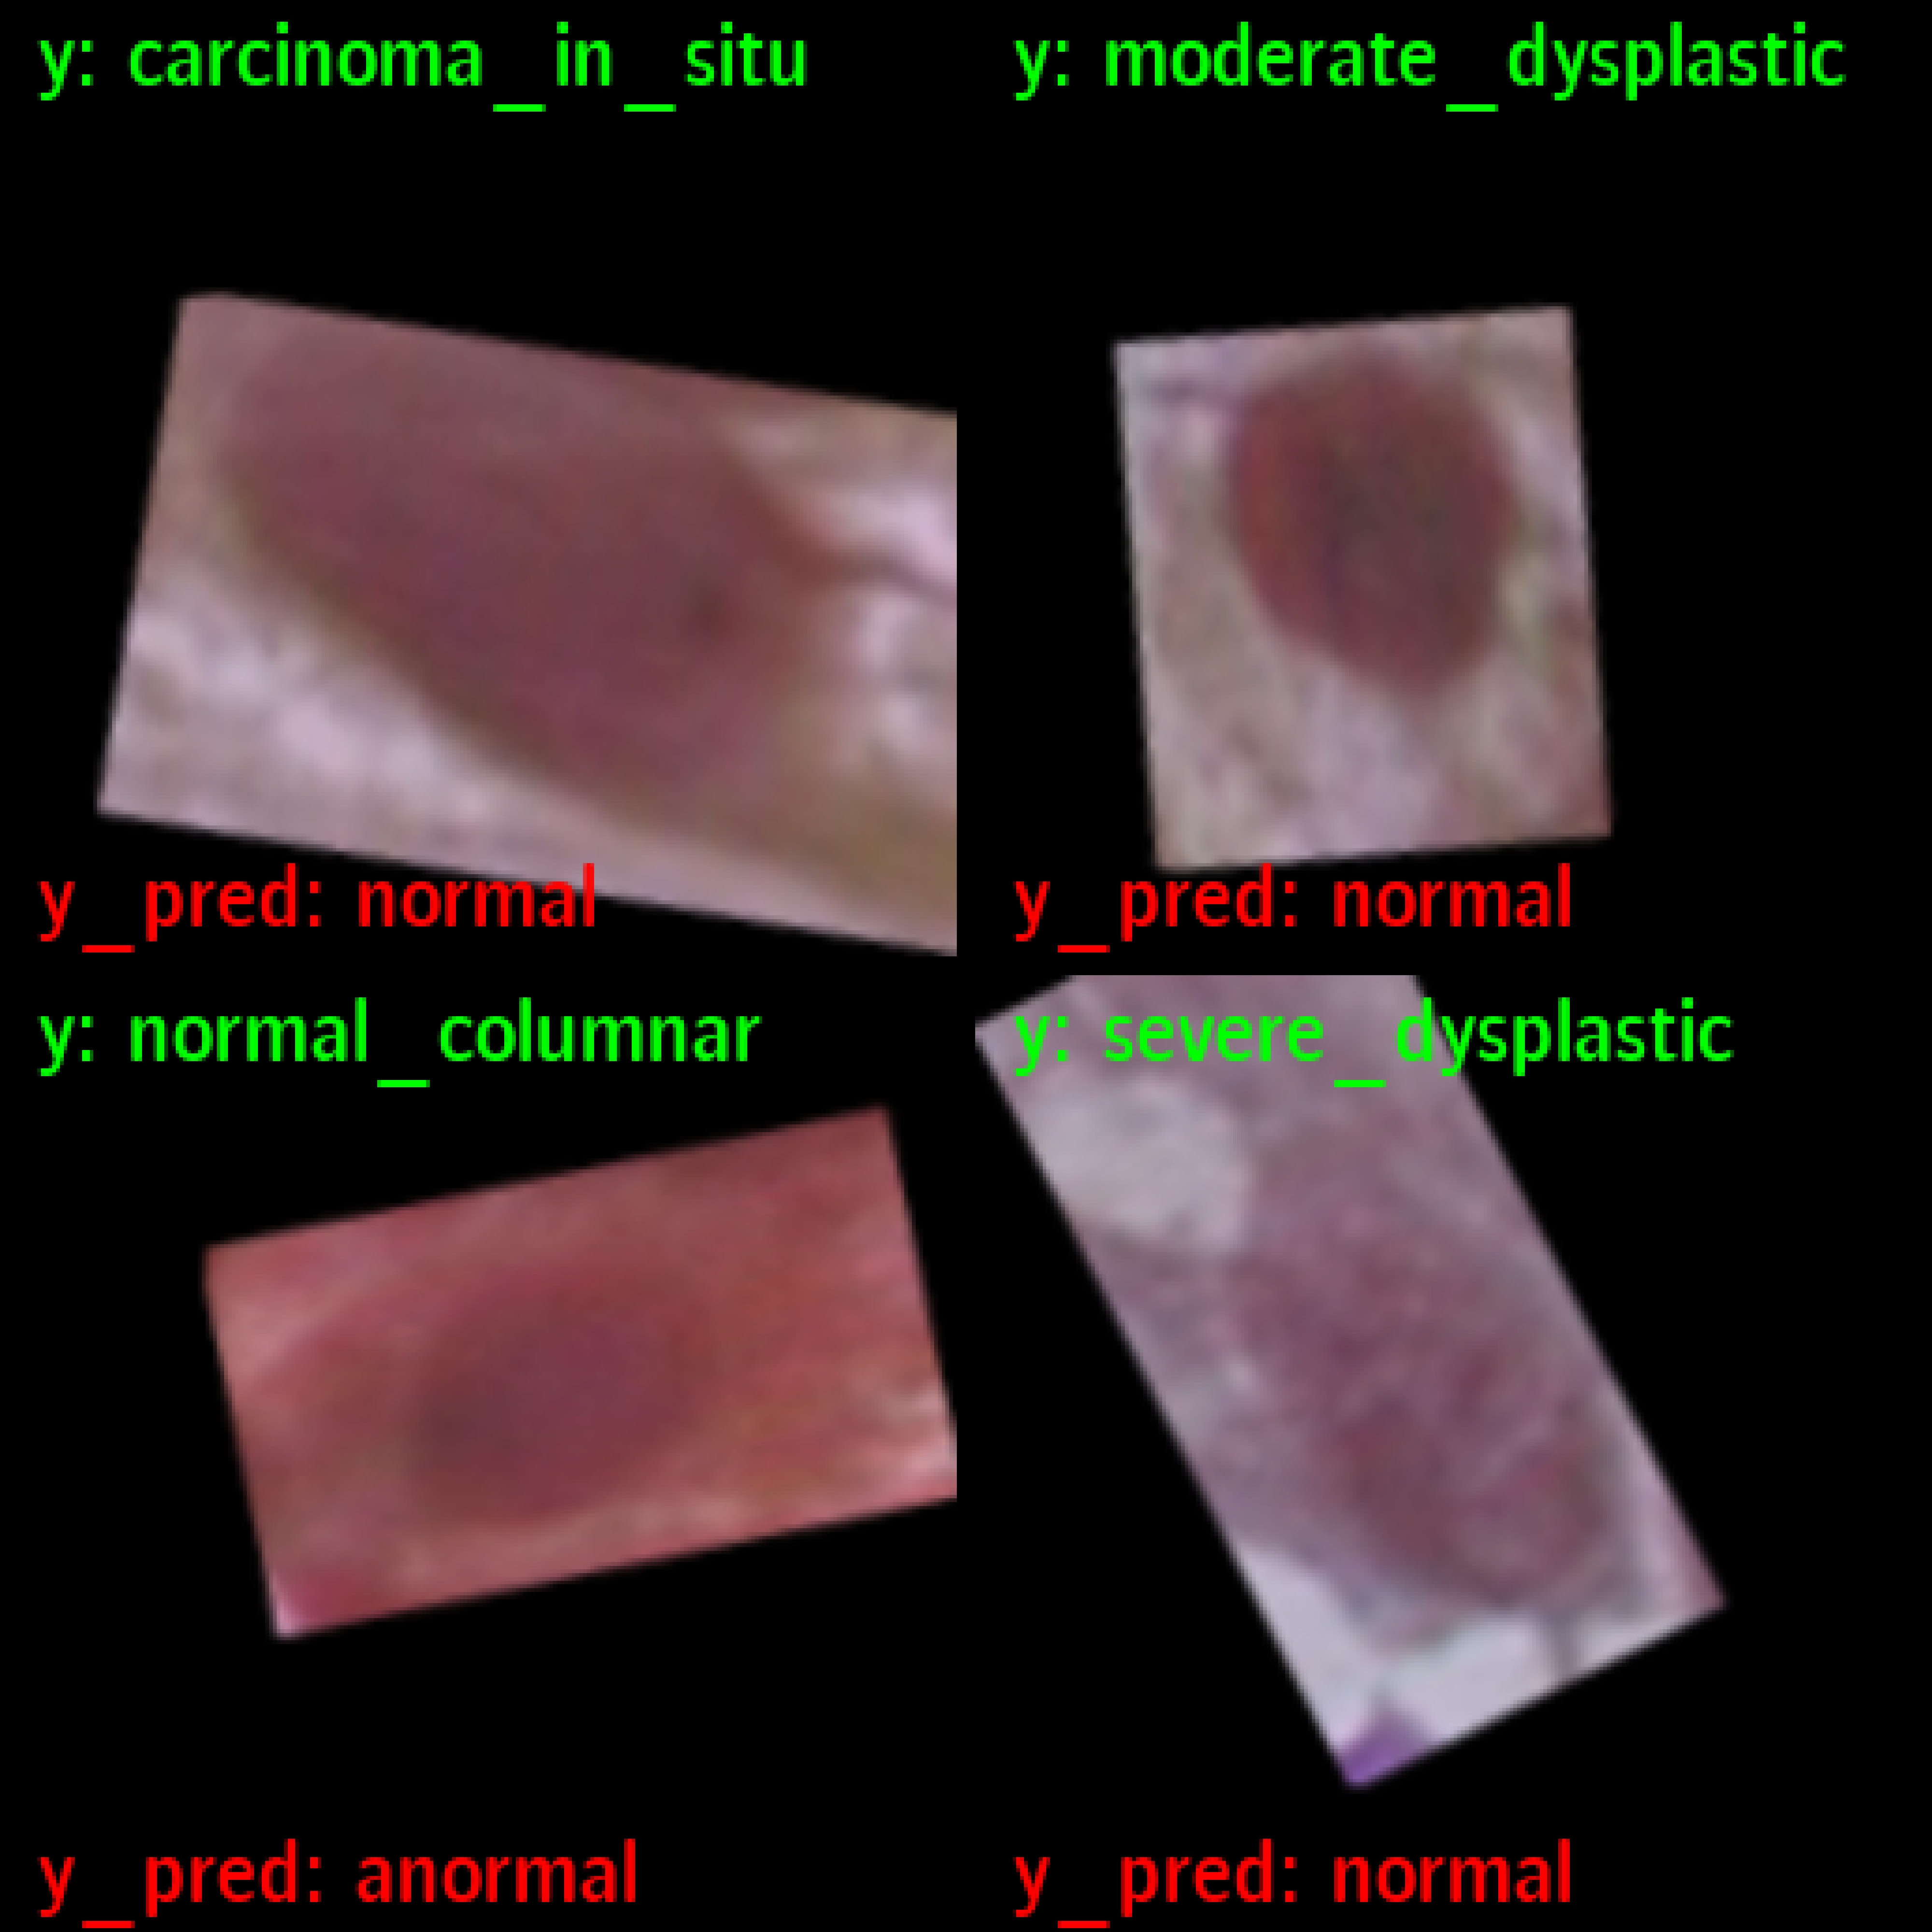 y: carcinoma_in_situ
y: moderate_dysplastic
y_pred: normal
y_pred: normal
y: normal_columnar
y: severe_dysplastic
y_pred: anormal
y_pred: normal